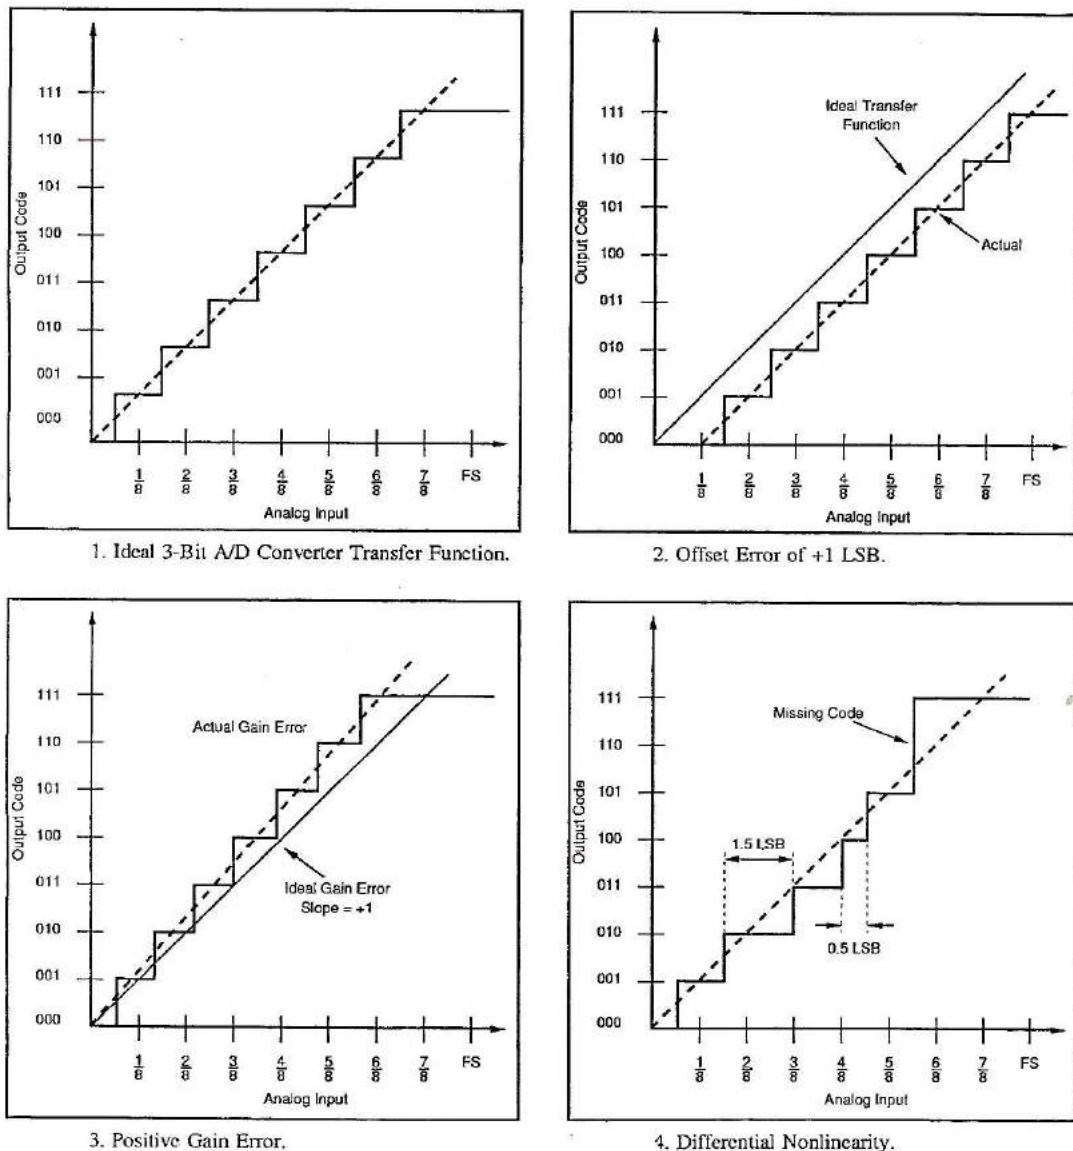 111
110
101
100
011
010
001
000
Output Code
1/8 2/8 3/8 4/8 5/8 6/8 7/8 FS
Analog Input
1. Ideal 3-Bit A/D Converter Transfer Function.
111
110
101
100
011
010
001
000
Output Code
Ideal Transfer
Function
Actual
1/8 2/8 3/8 4/8 5/8 6/8 7/8 FS
Analog Input
2. Offset Error of +1 LSB.
111
110
101
100
011
010
001
000
Output Code
Actual Gain Error
Ideal Gain Error
Slope = +1
1/8 2/8 3/8 4/8 5/8 6/8 7/8 FS
Analog Input
3. Positive Gain Error.
111
110
101
100
011
010
001
000
Output Code
Missing Code
1.5 LSB
0.5 LSB
1/8 2/8 3/8 4/8 5/8 6/8 7/8 FS
Analog Input
4. Differential Nonlinearity.